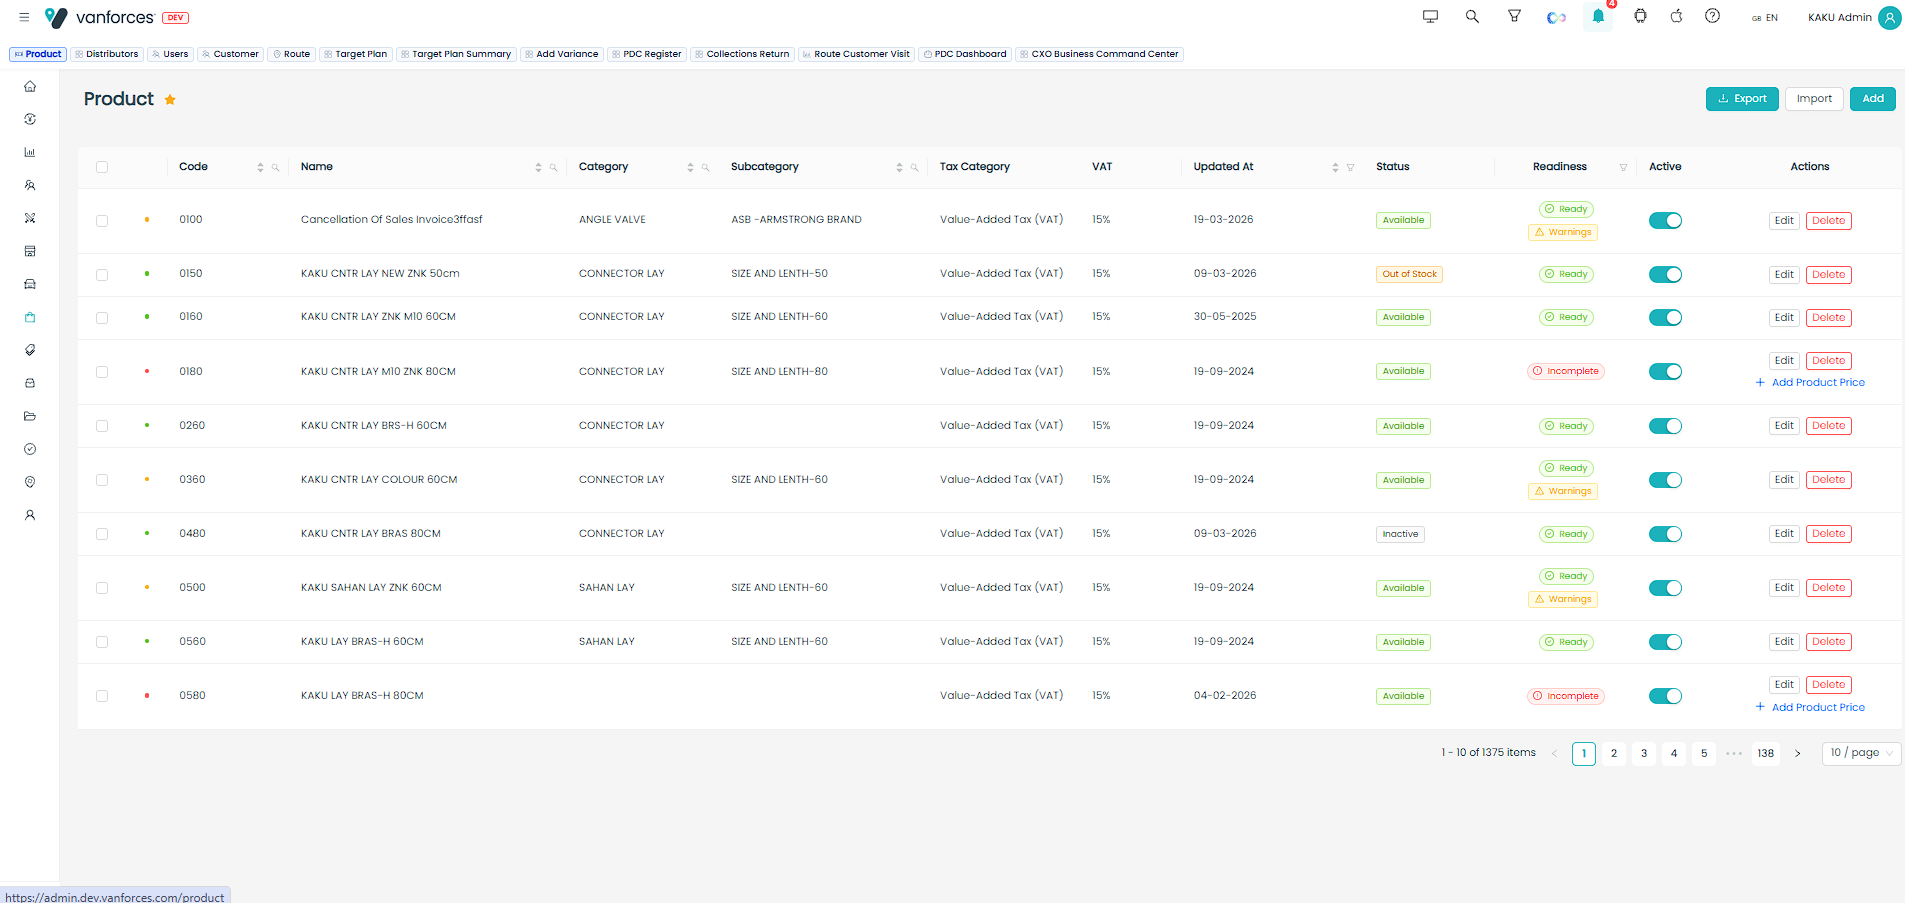 vanforces DEV 4 GB EN KAKU Admin
Product Distributors Users Customer Route Target Plan Target Plan Summary Add Variance PDC Register Collections Return Route Customer Visit PDC Dashboard CXO Business Command Center
Product Export Import Add
Code Name Category Subcategory Tax Category VAT Updated At Status Readiness Active Actions
0100 Cancellation Of Sales Invoice3ffasf ANGLE VALVE ASB -ARMSTRONG BRAND Value-Added Tax (VAT) 15% 19-03-2026 Available Ready Edit Delete
Warnings
0150 KAKU CNTR LAY NEW ZNK 50cm CONNECTOR LAY SIZE AND LENTH-50 Value-Added Tax (VAT) 15% 09-03-2026 Out of Stock Ready Edit Delete
0160 KAKU CNTR LAY ZNK M10 60CM CONNECTOR LAY SIZE AND LENTH-60 Value-Added Tax (VAT) 15% 30-05-2025 Available Ready Edit Delete
0180 KAKU CNTR LAY M10 ZNK 80CM CONNECTOR LAY SIZE AND LENTH-80 Value-Added Tax (VAT) 15% 19-09-2024 Available Incomplete Edit Delete
+ Add Product Price
0260 KAKU CNTR LAY BRS-H 60CM CONNECTOR LAY Value-Added Tax (VAT) 15% 19-09-2024 Available Ready Edit Delete
0360 KAKU CNTR LAY COLOUR 60CM CONNECTOR LAY SIZE AND LENTH-60 Value-Added Tax (VAT) 15% 19-09-2024 Available Ready Edit Delete
Warnings
0480 KAKU CNTR LAY BRAS 80CM CONNECTOR LAY Value-Added Tax (VAT) 15% 09-03-2026 Inactive Ready Edit Delete
0500 KAKU SAHAN LAY ZNK 60CM SAHAN LAY SIZE AND LENTH-60 Value-Added Tax (VAT) 15% 19-09-2024 Available Ready Edit Delete
Warnings
0560 KAKU LAY BRAS-H 60CM SAHAN LAY SIZE AND LENTH-60 Value-Added Tax (VAT) 15% 19-09-2024 Available Ready Edit Delete
0580 KAKU LAY BRAS-H 80CM Value-Added Tax (VAT) 15% 04-02-2026 Available Incomplete Edit Delete
+ Add Product Price
1 - 10 of 1375 items < 1 2 3 4 5 ••• 138 > 10 / page
https://admin.dev.vanforces.com/product